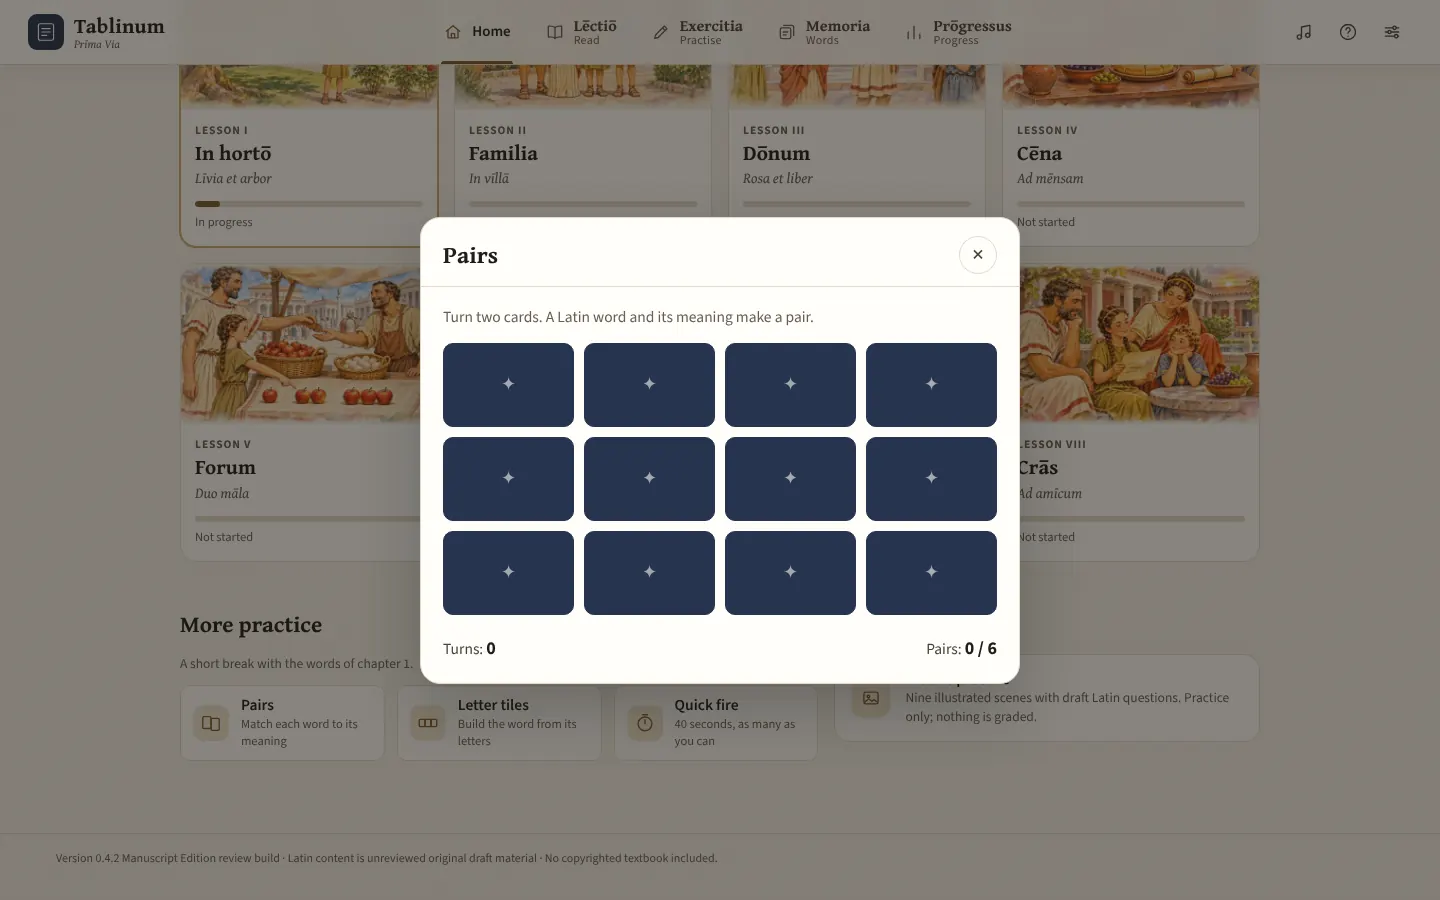 Tablinum
Prīma Via
Home
Lēctiō
Read
Exercitia
Practise
Memoria
Words
Prōgressus
Progress
LESSON I
In hortō
Līvia et arbor
In progress
LESSON II
Familia
In vīllā
LESSON III
Dōnum
Rosa et liber
LESSON IV
Cēna
Ad mēnsam
Not started
Pairs
Turn two cards. A Latin word and its meaning make a pair.
Turns: 0
Pairs: 0 / 6
LESSON V
Forum
Duo māla
Not started
LESSON VIII
Crās
Ad amīcum
Not started
More practice
A short break with the words of chapter 1.
Pairs
Match each word to its
meaning
Letter tiles
Build the word from its
letters
Quick fire
40 seconds, as many as
you can
Nine illustrated scenes with draft Latin questions. Practice
only; nothing is graded.
Version 0.4.2 Manuscript Edition review build · Latin content is unreviewed original draft material · No copyrighted textbook included.